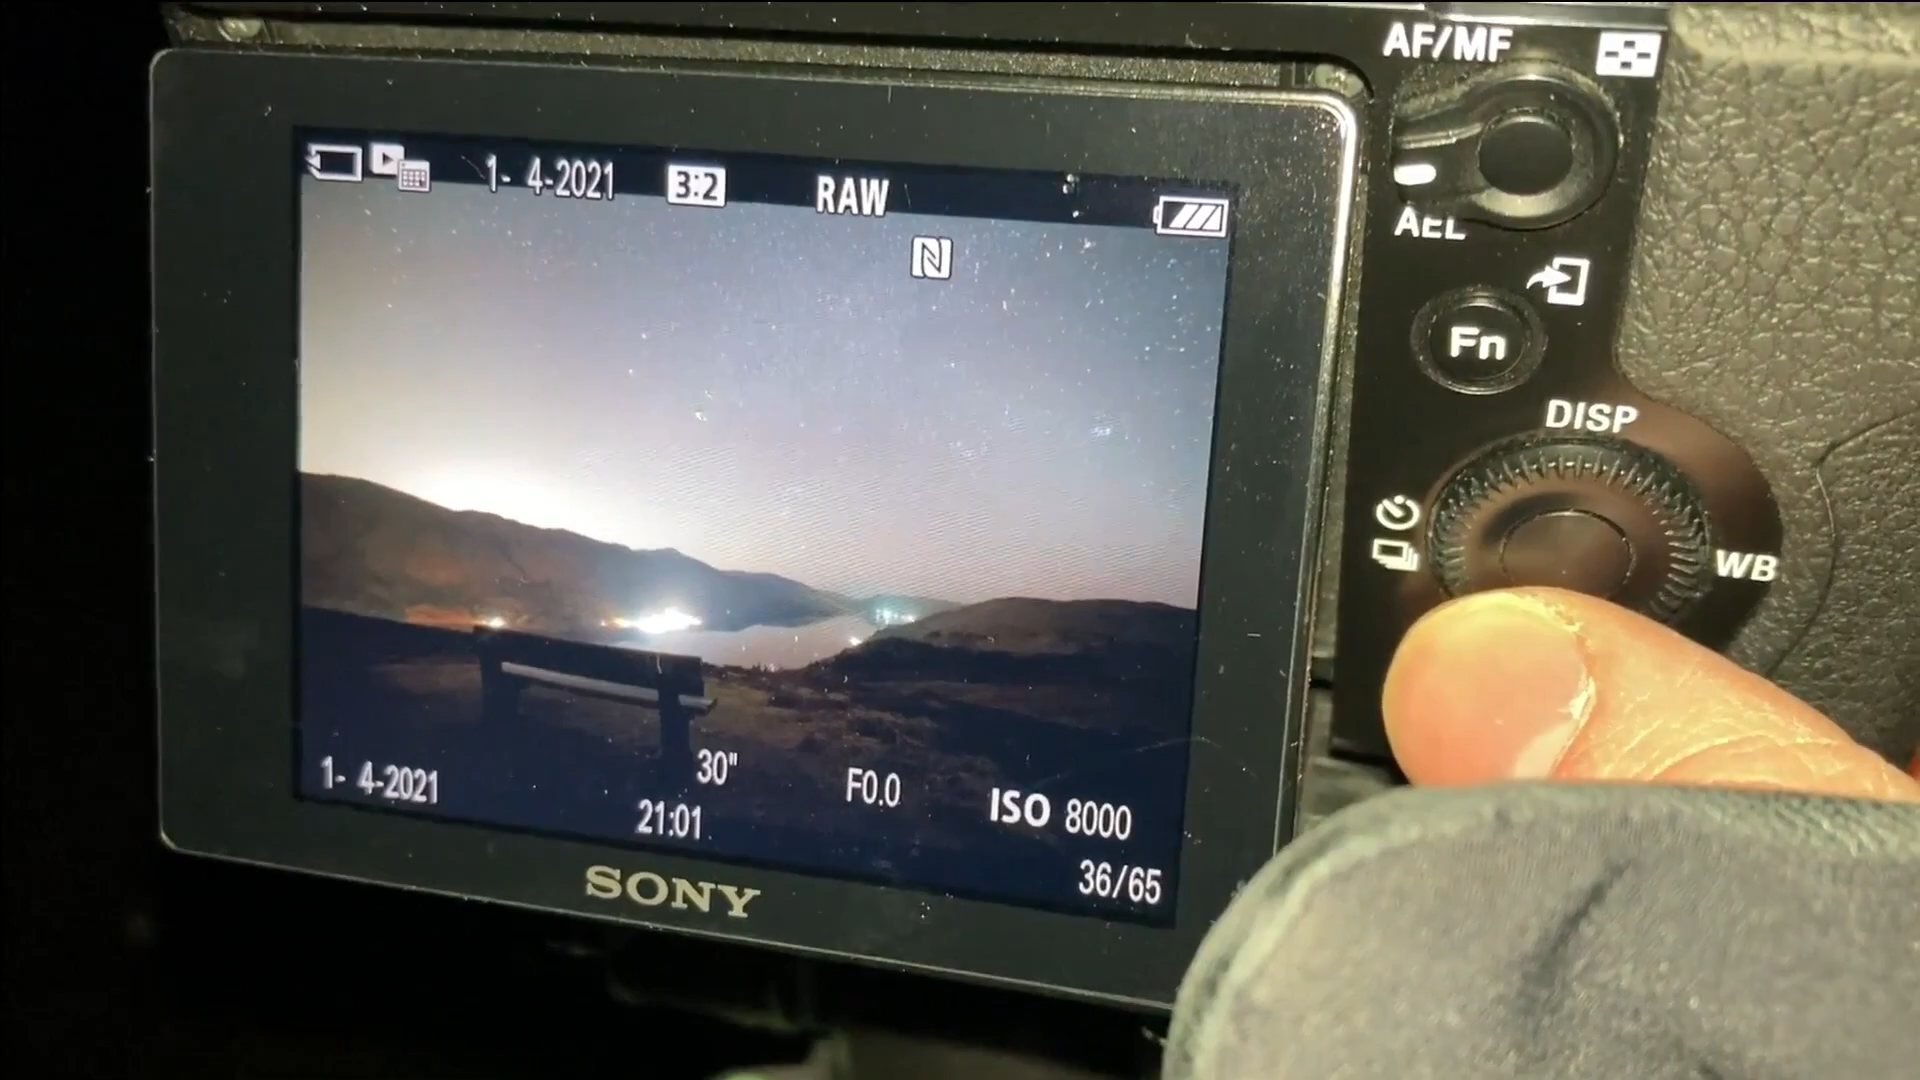 1- 4-2021 3:2 RAW
N
1- 4-2021 30" F0.0 ISO 8000
21:01 36/65
SONY
AF/MF
AEL
Fn
DISP
WB